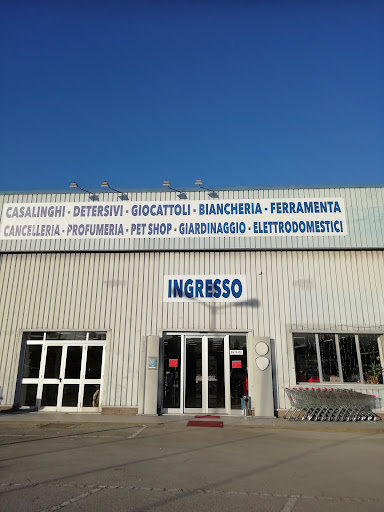 CASALINGHI - DETERSIVI - GIOCATTOLI - BIANCHERIA - FERRAMENTA
CANCELLERIA - PROFUMERIA - PET SHOP - GIARDINAGGIO - ELETTRODOMESTICI
INGRESSO